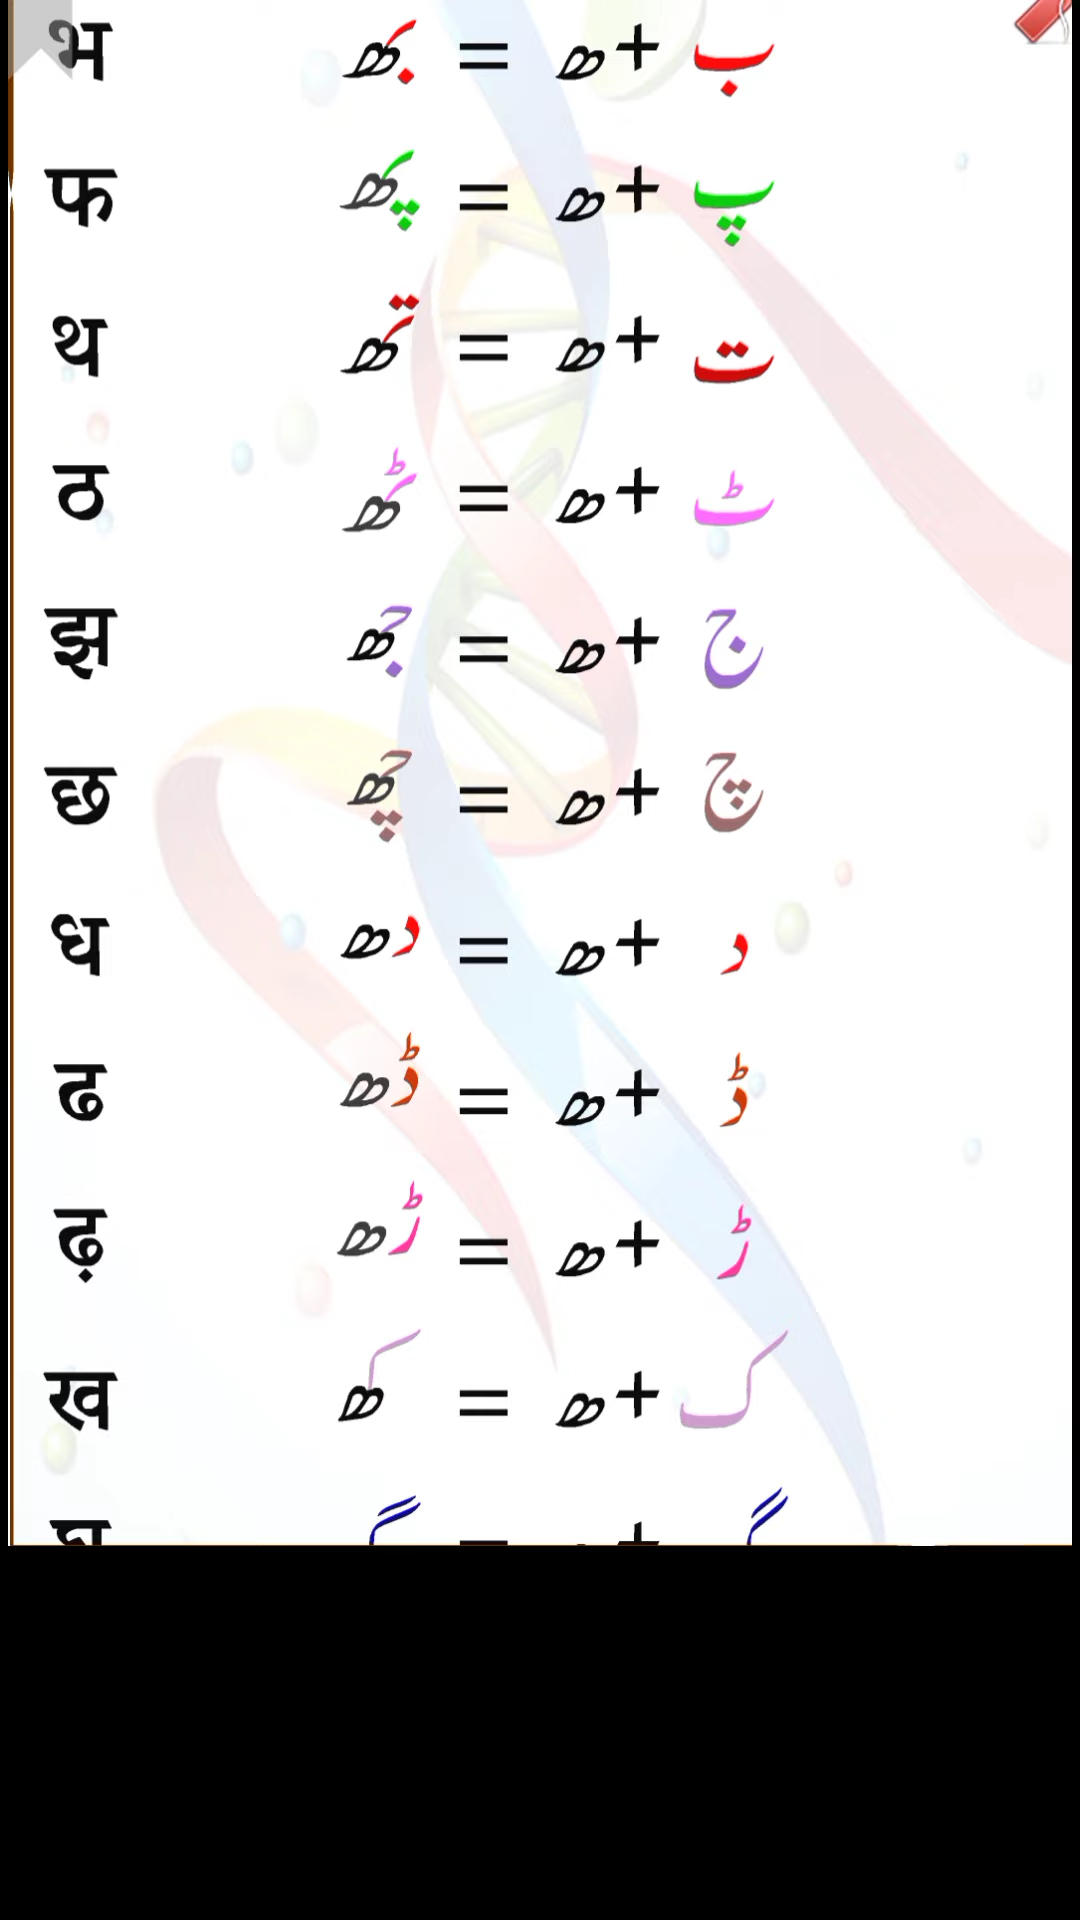 ب + ھ = بھ भ
پ + ھ = پھ फ
ت + ھ = تھ थ
ٹ + ھ = ٹھ ठ
ج + ھ = جھ झ
چ + ھ = چھ छ
د + ھ = دھ ध
ڈ + ھ = ڈھ ढ
ڑ + ھ = ڑھ ढ़
ک + ھ = کھ ख